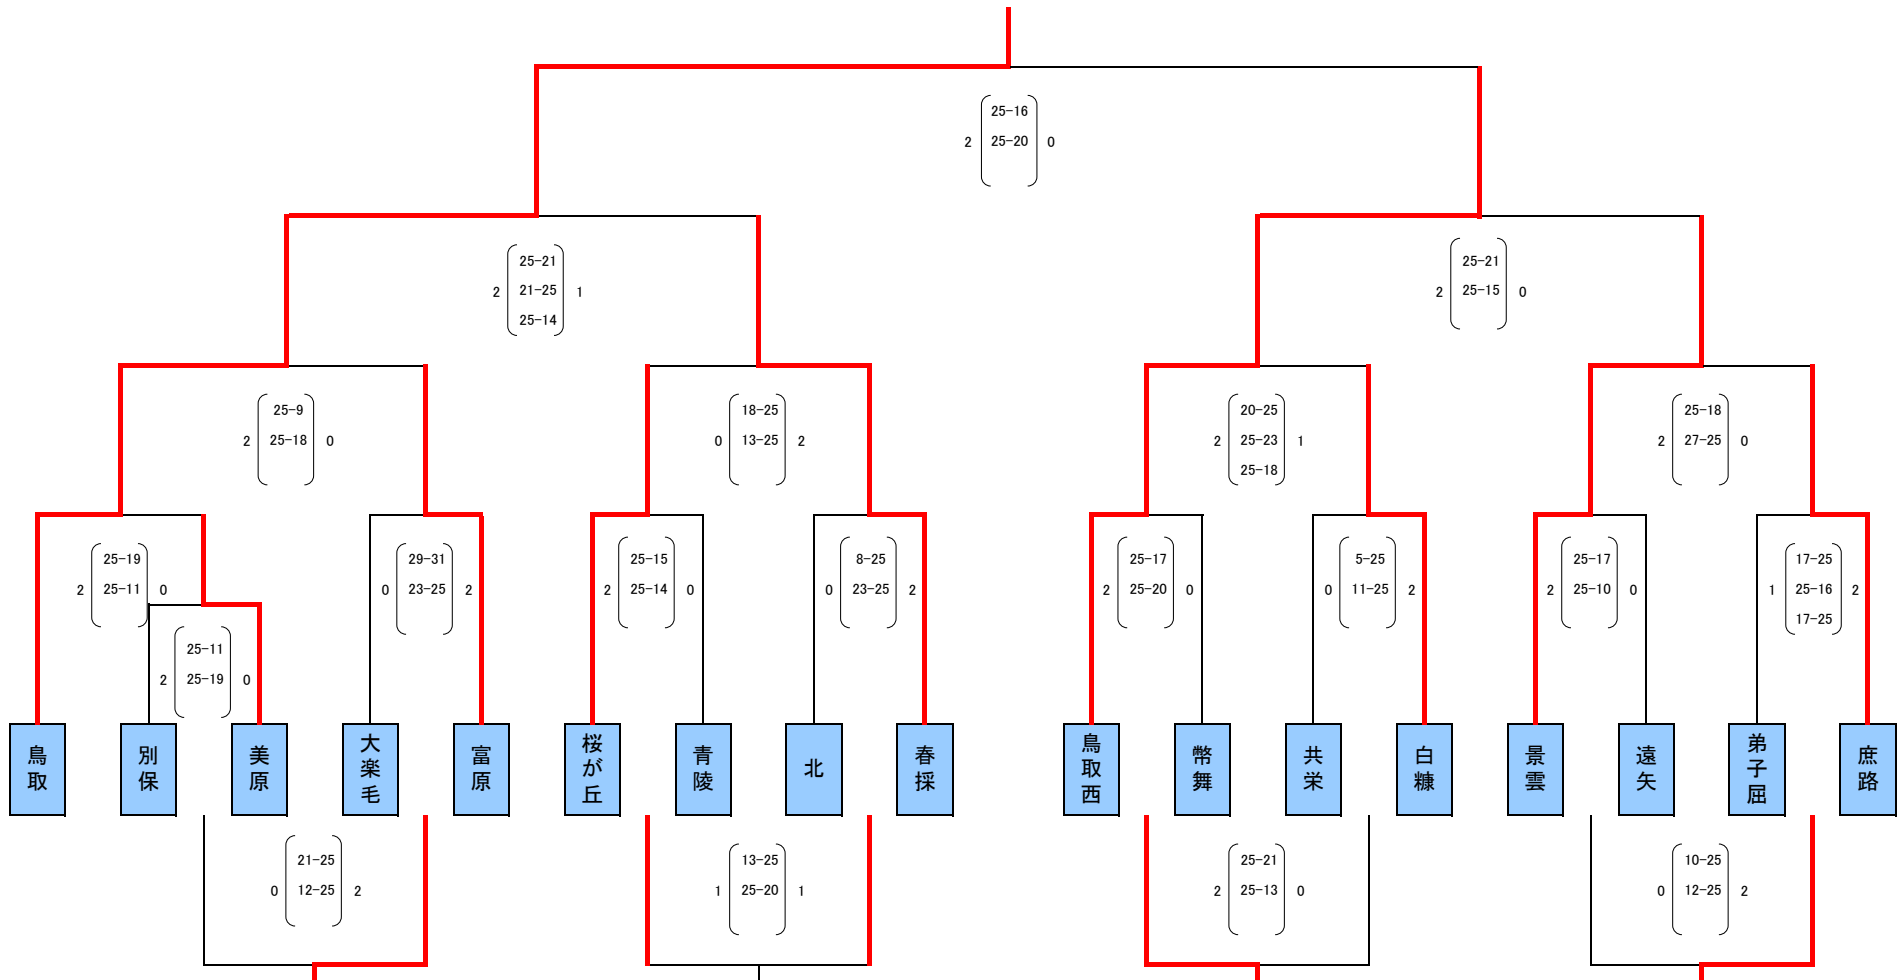 25-16
2 25-20 0
25-21
2 21-25 1
25-14
25-21
2 25-15 0
25-9
2 25-18 0
18-25
0 13-25 2
20-25
2 25-23 1
25-18
25-18
2 27-25 0
25-19
2 25-11 0
29-31
0 23-25 2
25-15
2 25-14 0
8-25
0 23-25 2
25-17
2 25-20 0
5-25
0 11-25 2
25-17
2 25-10 0
17-25
1 25-16 2
17-25
25-11
2 25-19 0
鳥取
別保
美原
大楽毛
富原
桜が丘
青陵
北
春採
鳥取西
幣舞
共栄
白糠
景雲
遠矢
弟子屈
庶路
21-25
0 12-25 2
13-25
1 25-20 1
25-21
2 25-13 0
10-25
0 12-25 2